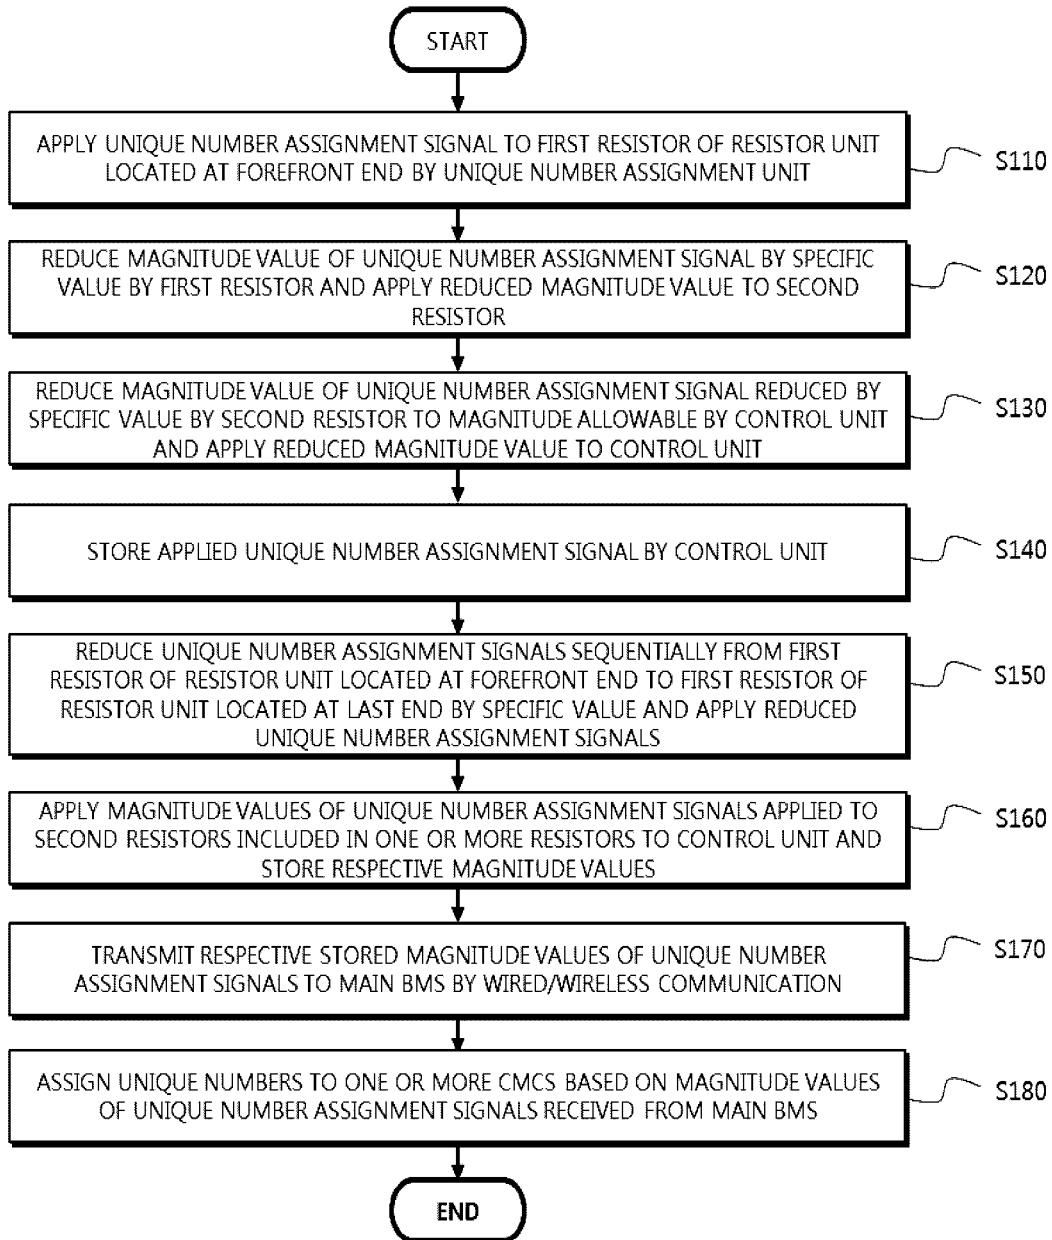 START
APPLY UNIQUE NUMBER ASSIGNMENT SIGNAL TO FIRST RESISTOR OF RESISTOR UNIT
LOCATED AT FOREFRONT END BY UNIQUE NUMBER ASSIGNMENT UNIT
S110
REDUCE MAGNITUDE VALUE OF UNIQUE NUMBER ASSIGNMENT SIGNAL BY SPECIFIC
VALUE BY FIRST RESISTOR AND APPLY REDUCED MAGNITUDE VALUE TO SECOND
RESISTOR
S120
REDUCE MAGNITUDE VALUE OF UNIQUE NUMBER ASSIGNMENT SIGNAL REDUCED BY
SPECIFIC VALUE BY SECOND RESISTOR TO MAGNITUDE ALLOWABLE BY CONTROL UNIT
AND APPLY REDUCED MAGNITUDE VALUE TO CONTROL UNIT
S130
STORE APPLIED UNIQUE NUMBER ASSIGNMENT SIGNAL BY CONTROL UNIT
S140
REDUCE UNIQUE NUMBER ASSIGNMENT SIGNALS SEQUENTIALLY FROM FIRST
RESISTOR OF RESISTOR UNIT LOCATED AT FOREFRONT END TO FIRST RESISTOR OF
RESISTOR UNIT LOCATED AT LAST END BY SPECIFIC VALUE AND APPLY REDUCED
UNIQUE NUMBER ASSIGNMENT SIGNALS
S150
APPLY MAGNITUDE VALUES OF UNIQUE NUMBER ASSIGNMENT SIGNALS APPLIED TO
SECOND RESISTORS INCLUDED IN ONE OR MORE RESISTORS TO CONTROL UNIT AND
STORE RESPECTIVE MAGNITUDE VALUES
S160
TRANSMIT RESPECTIVE STORED MAGNITUDE VALUES OF UNIQUE NUMBER
ASSIGNMENT SIGNALS TO MAIN BMS BY WIRED/WIRELESS COMMUNICATION
S170
ASSIGN UNIQUE NUMBERS TO ONE OR MORE CMCS BASED ON MAGNITUDE VALUES
OF UNIQUE NUMBER ASSIGNMENT SIGNALS RECEIVED FROM MAIN BMS
S180
END